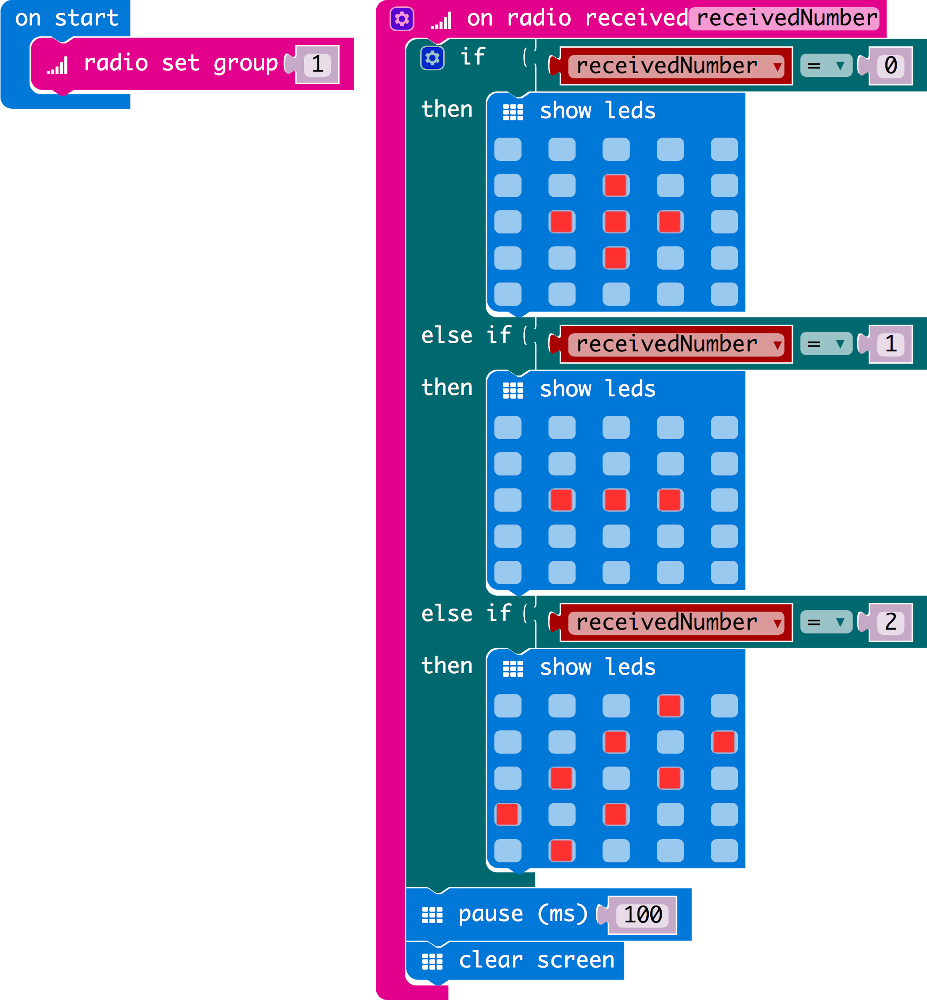 on start
radio set group 1
on radio received receivedNumber
if receivedNumber = 0
then show leds
else if receivedNumber = 1
then show leds
else if receivedNumber = 2
then show leds
pause (ms) 100
clear screen